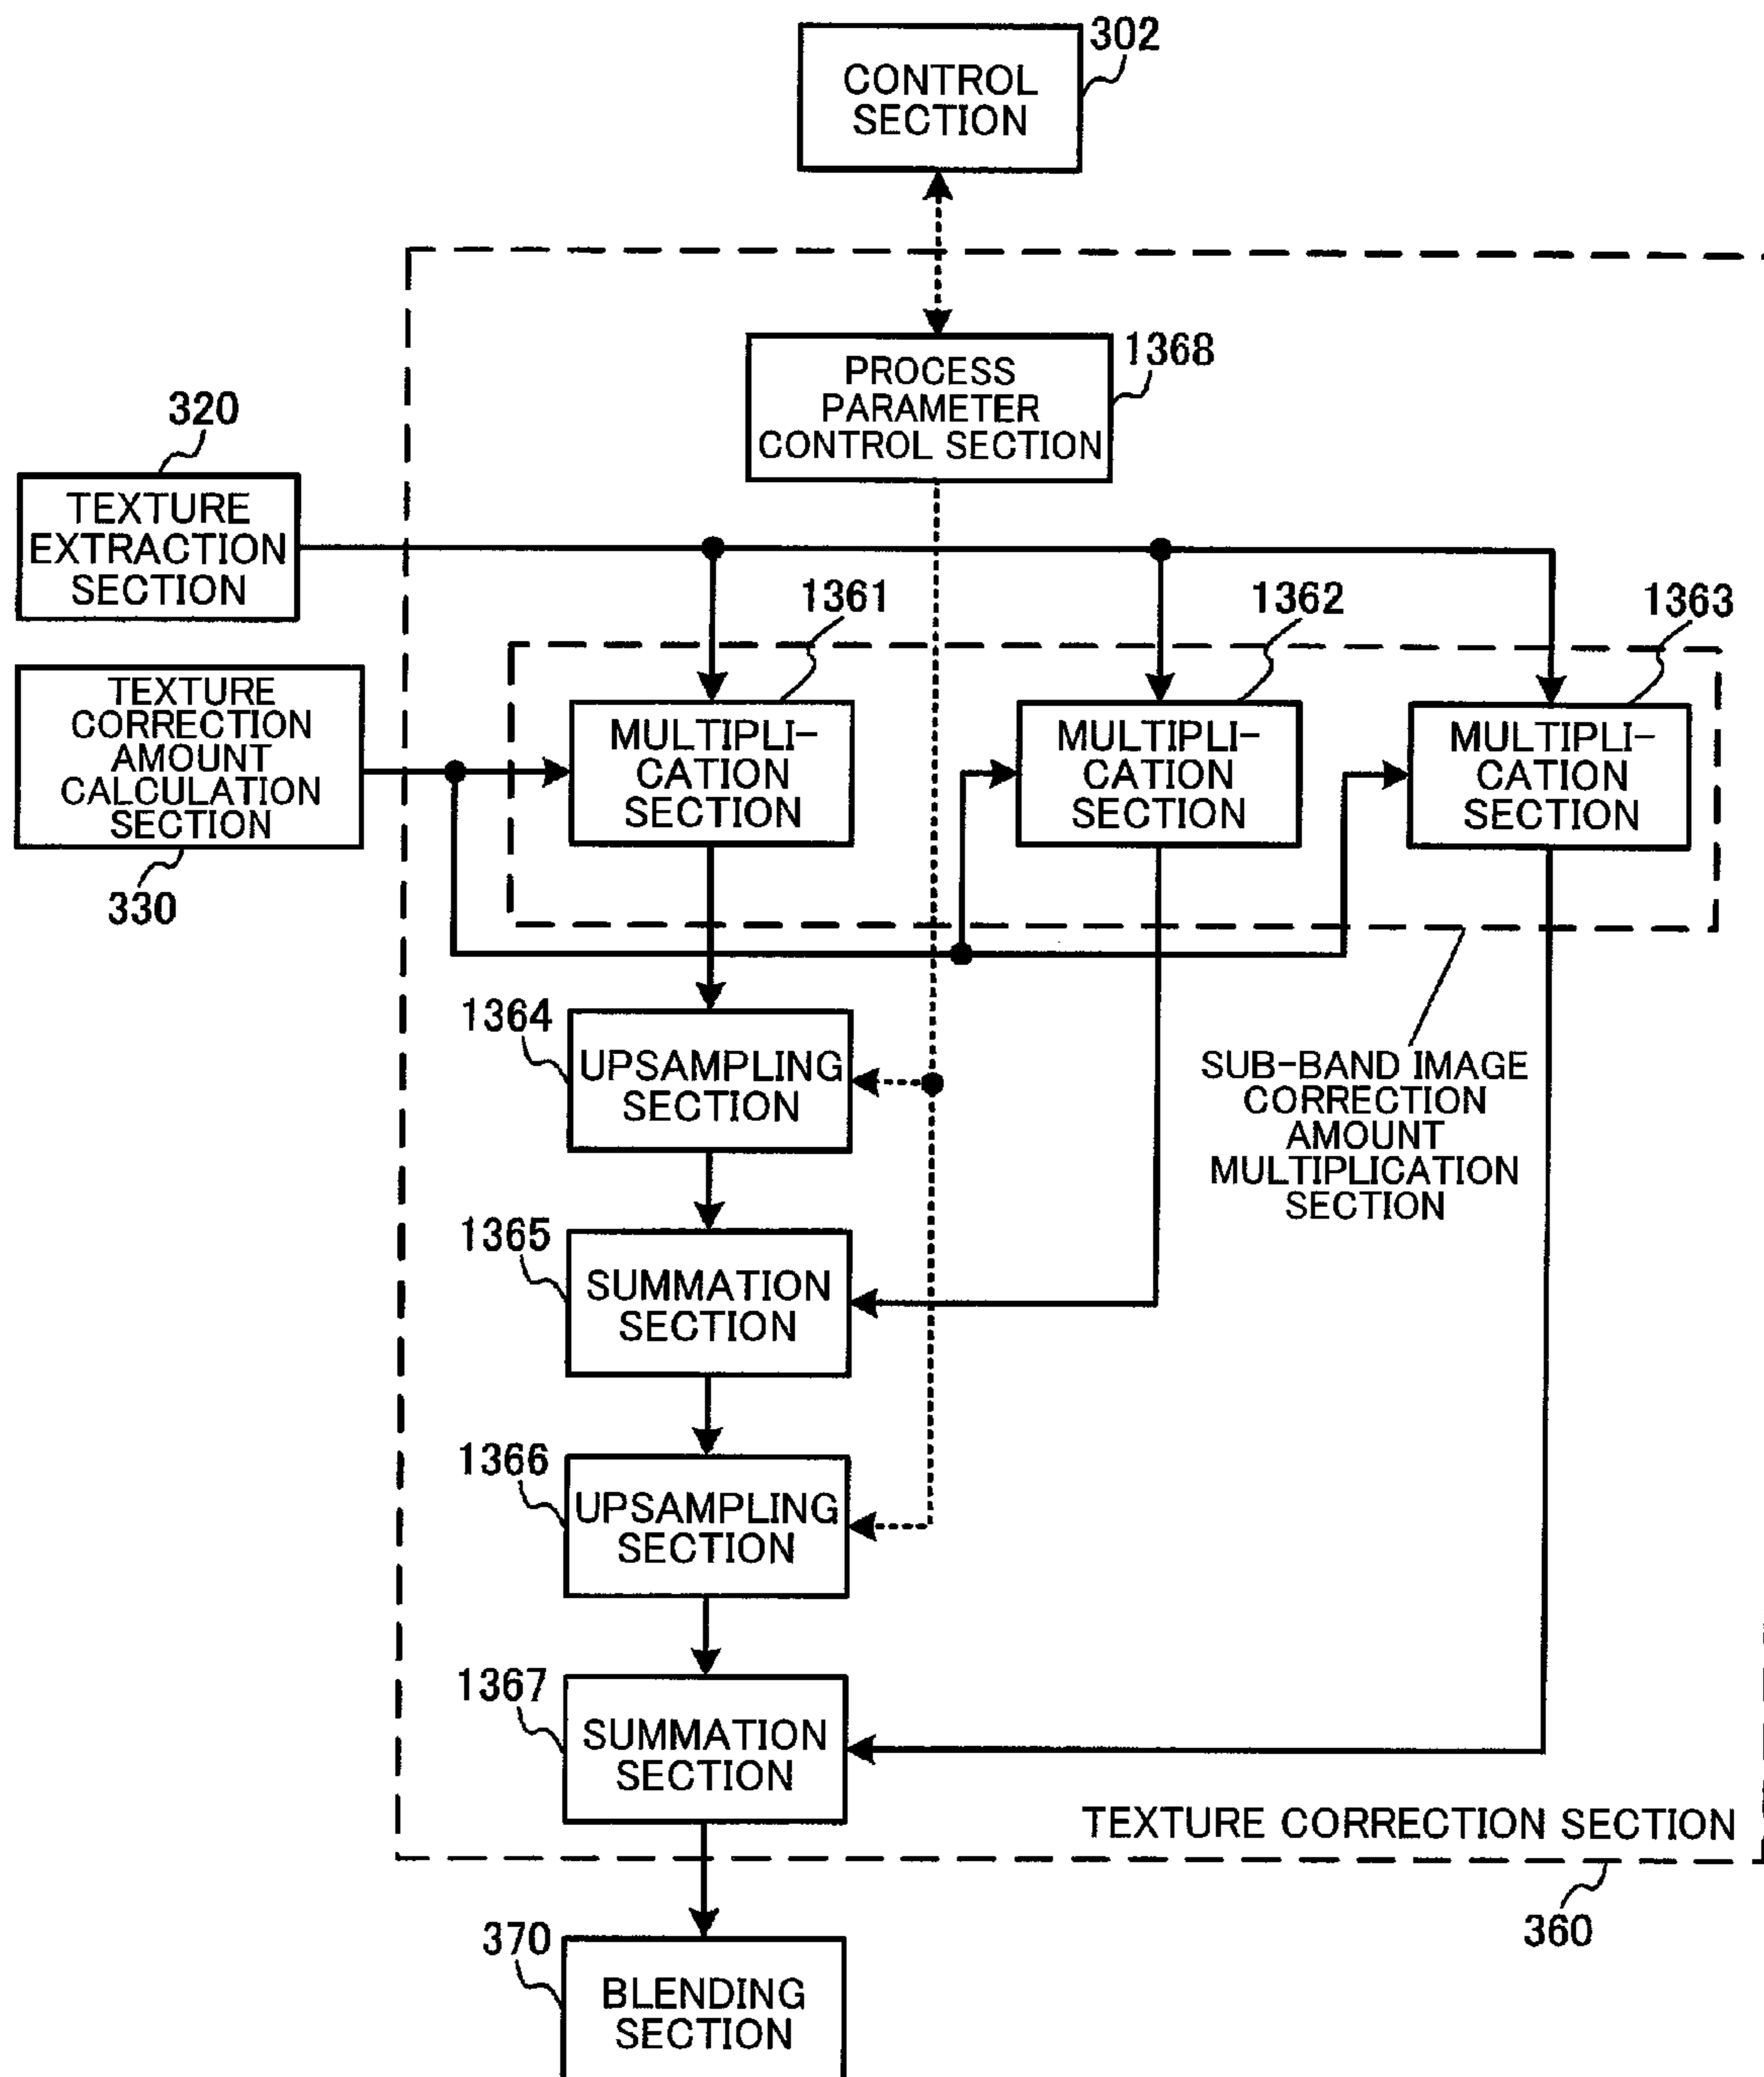 302
CONTROL
SECTION
1368
PROCESS
PARAMETER
CONTROL SECTION
320
TEXTURE
EXTRACTION
SECTION
1361
1362
1363
TEXTURE
CORRECTION
AMOUNT
CALCULATION
SECTION
330
MULTIPLI-
CATION
SECTION
MULTIPLI-
CATION
SECTION
MULTIPLI-
CATION
SECTION
1364
UPSAMPLING
SECTION
SUB-BAND IMAGE
CORRECTION
AMOUNT
MULTIPLICATION
SECTION
1365
SUMMATION
SECTION
1366
UPSAMPLING
SECTION
1367
SUMMATION
SECTION
TEXTURE CORRECTION SECTION
360
370
BLENDING
SECTION